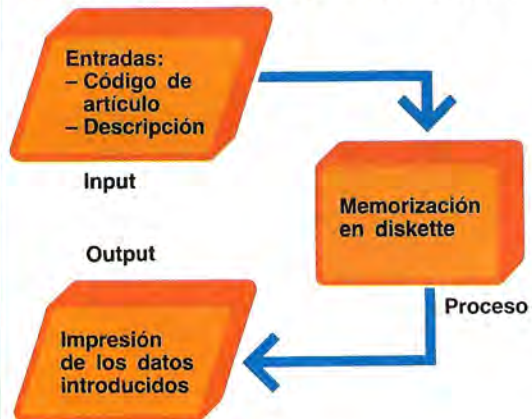 Entradas:
– Código de
artículo
– Descripción
Input
Memorización
en diskette
Proceso
Output
Impresión
de los datos
introducidos